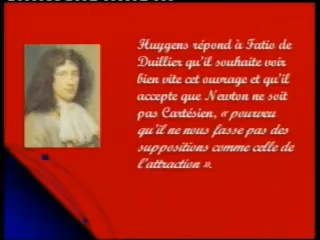 Huygens répond à Fatio de
Duillier qu'il souhaite voir
bien vite cet ouvrage et qu'il
accepte que Newton ne soit
pas Cartésien, « pourveu
qu'il ne nous fasse pas des
suppositions comme celle de
l'attraction ».